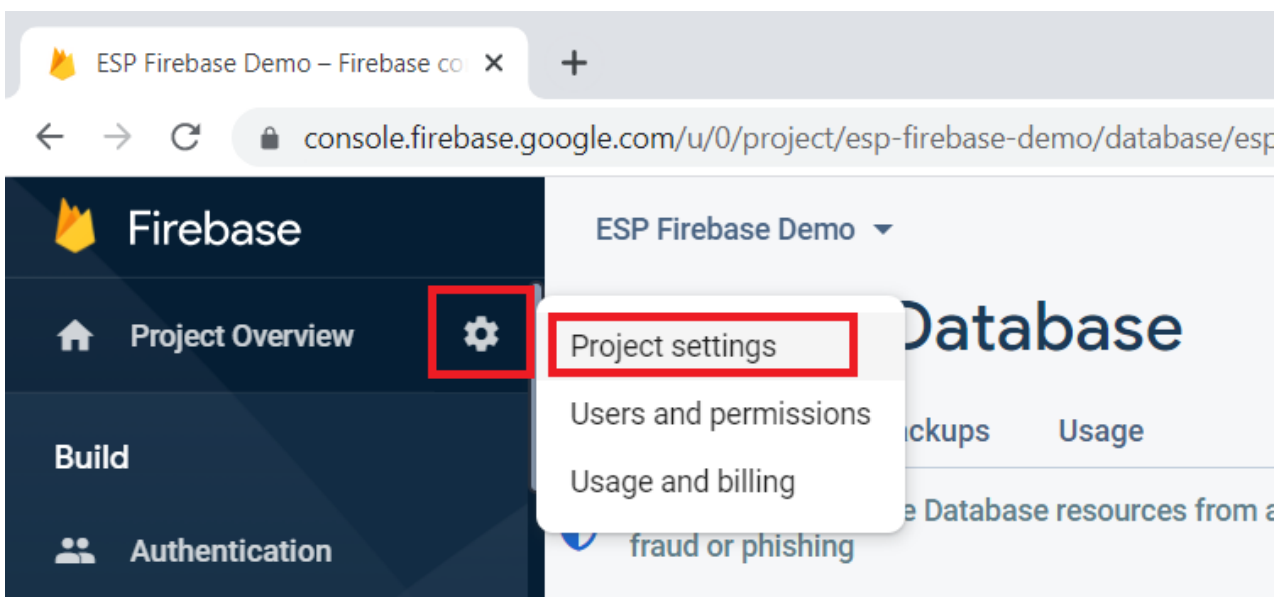 ESP Firebase Demo – Firebase co
console.firebase.google.com/u/0/project/esp-firebase-demo/database/esp
Firebase
ESP Firebase Demo
Project Overview
Project settings
Users and permissions
Usage and billing
Database
ckups
Usage
e Database resources from a
fraud or phishing
Build
Authentication